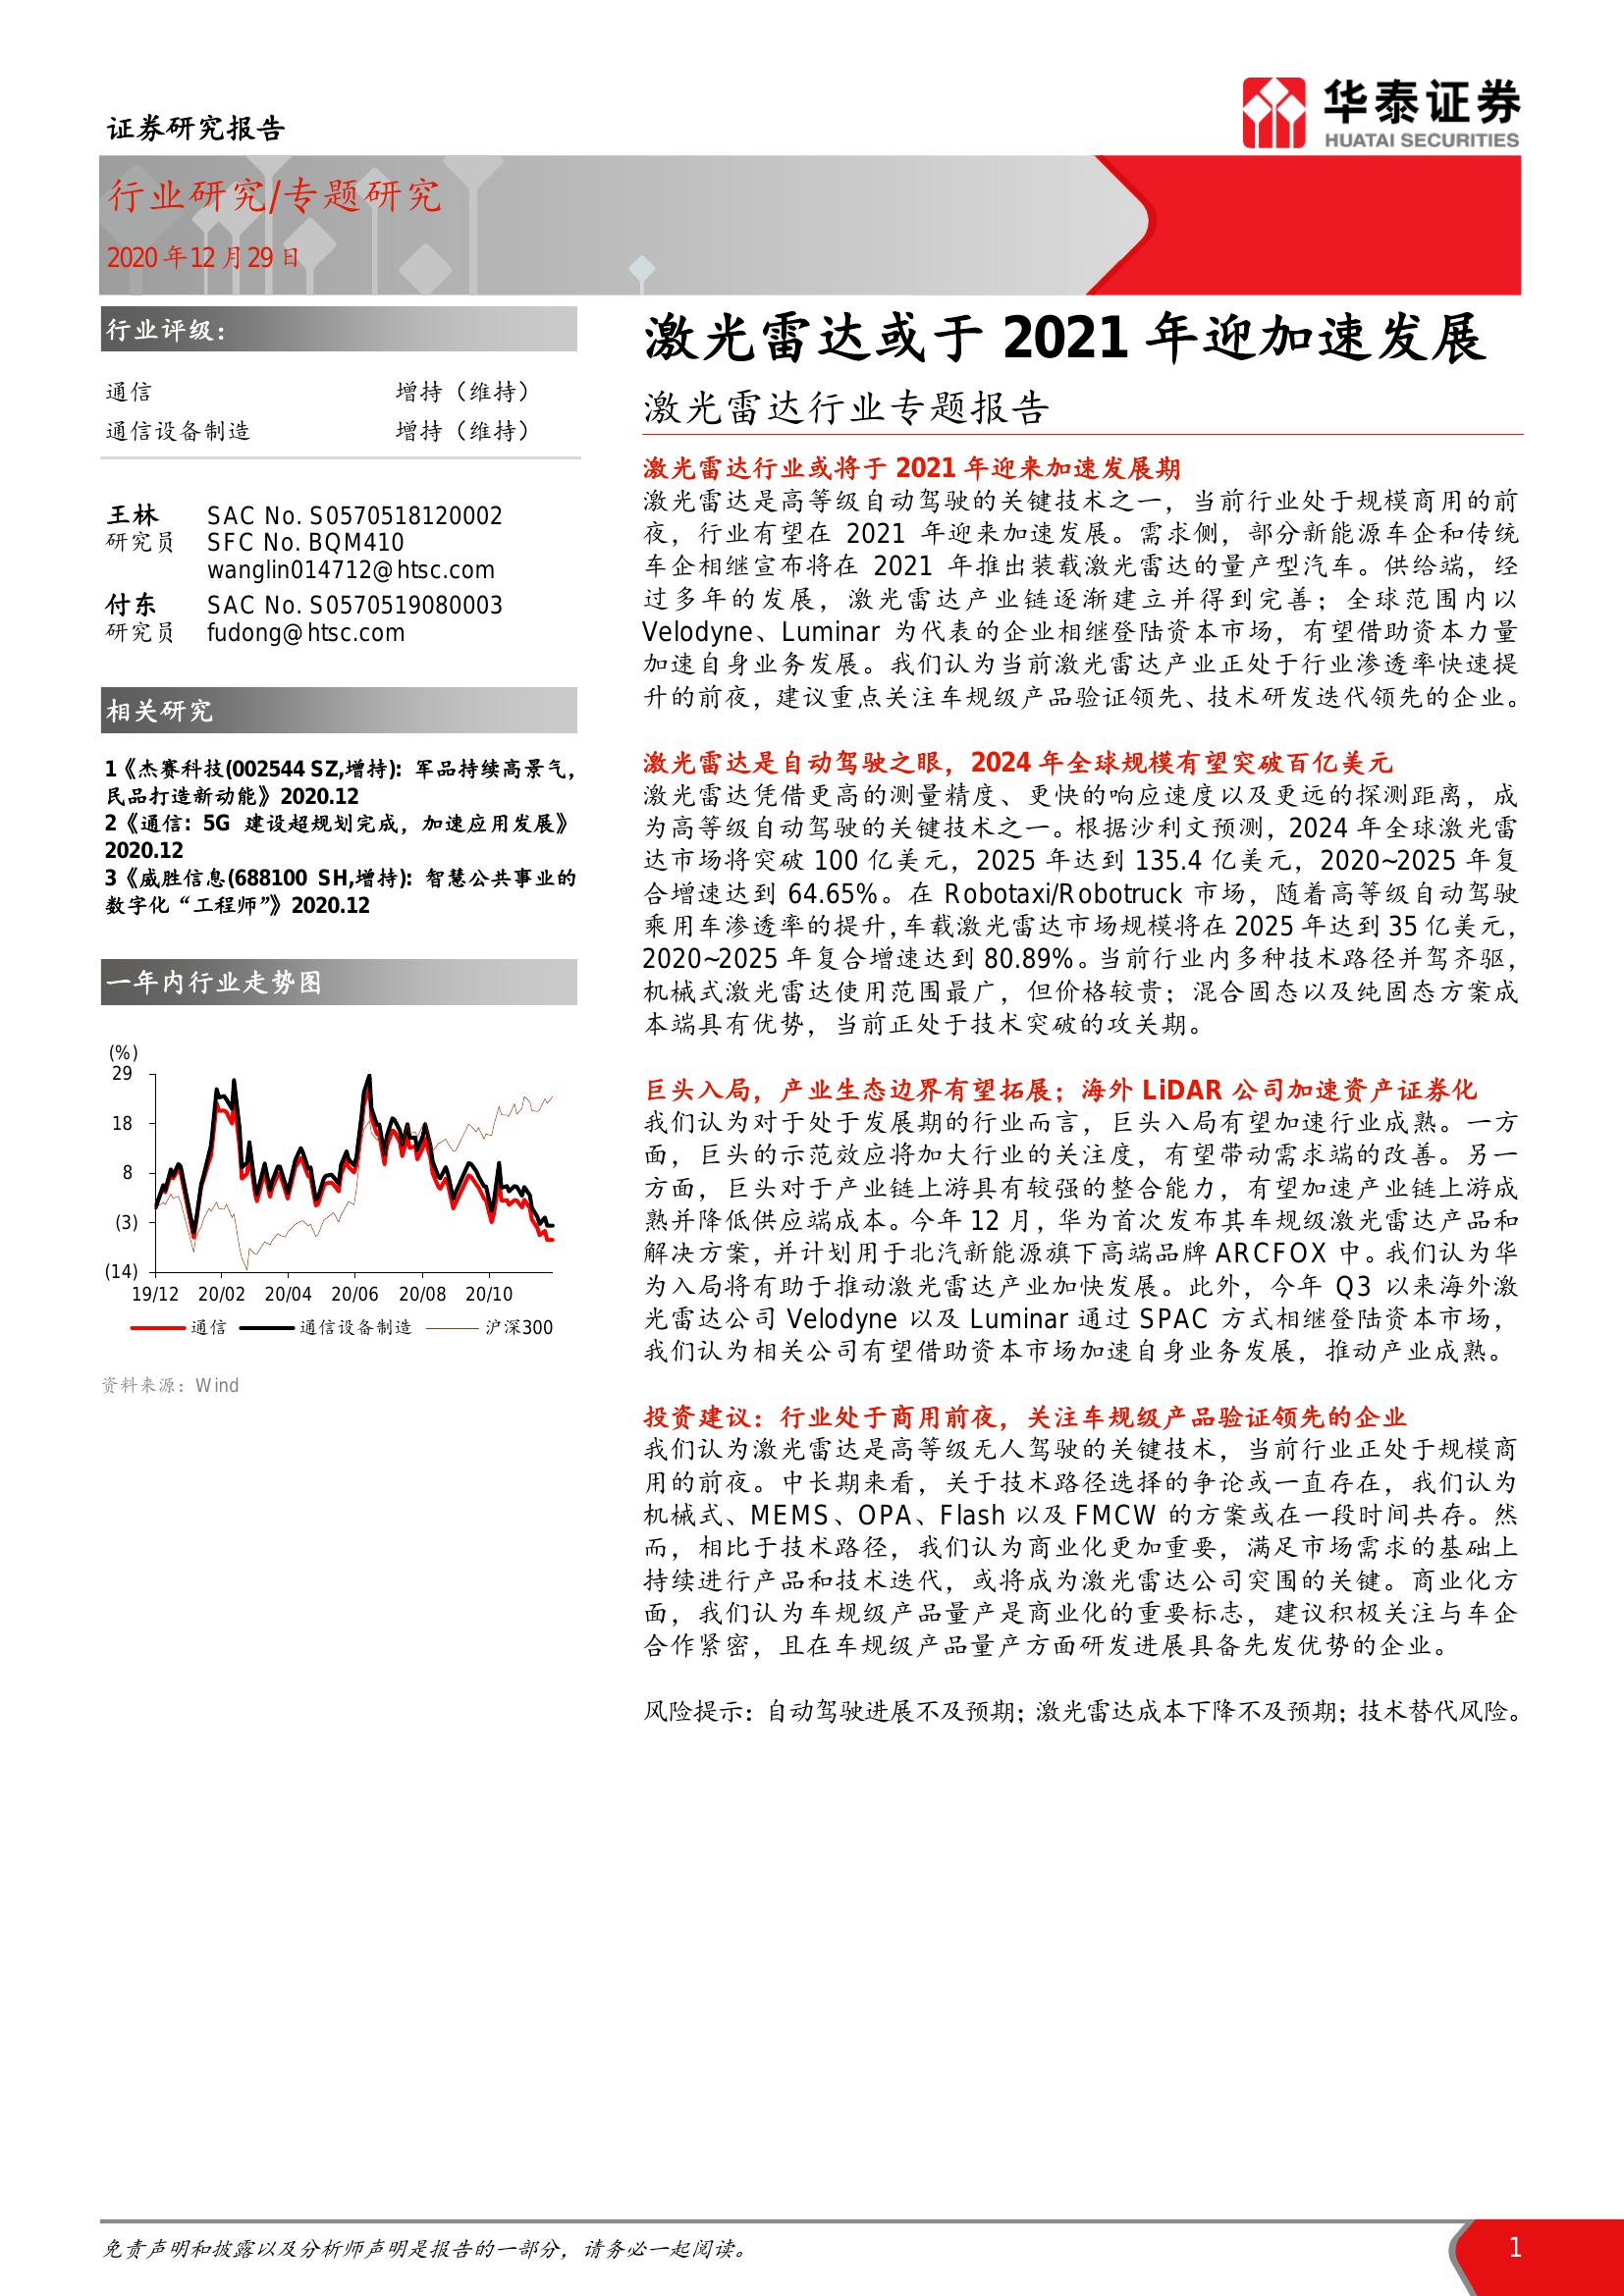 证券研究报告
华泰证券
HUATAI SECURITIES
行业研究/专题研究
2020 年 12 月 29 日
行业评级：
通信 增持（维持）
通信设备制造 增持（维持）
王林 SAC No. S0570518120002
研究员 SFC No. BQM410
wanglin014712@htsc.com
付东 SAC No. S0570519080003
研究员 fudong@htsc.com
相关研究
1《杰赛科技(002544 SZ,增持): 军品持续高景气，
民品打造新动能》2020.12
2《通信: 5G 建设超规划完成，加速应用发展》
2020.12
3《威胜信息(688100 SH,增持): 智慧公共事业的
数字化“工程师”》2020.12
一年内行业走势图
(%)
29
18
8
(3)
(14)
19/12 20/02 20/04 20/06 20/08 20/10
通信 通信设备制造 沪深300
资料来源：Wind
激光雷达或于 2021 年迎加速发展
激光雷达行业专题报告
激光雷达行业或将于 2021 年迎来加速发展期
激光雷达是高等级自动驾驶的关键技术之一，当前行业处于规模商用的前
夜，行业有望在 2021 年迎来加速发展。需求侧，部分新能源车企和传统
车企相继宣布将在 2021 年推出装载激光雷达的量产型汽车。供给端，经
过多年的发展，激光雷达产业链逐渐建立并得到完善；全球范围内以
Velodyne、Luminar 为代表的企业相继登陆资本市场，有望借助资本力量
加速自身业务发展。我们认为当前激光雷达产业正处于行业渗透率快速提
升的前夜，建议重点关注车规级产品验证领先、技术研发迭代领先的企业。
激光雷达是自动驾驶之眼，2024 年全球规模有望突破百亿美元
激光雷达凭借更高的测量精度、更快的响应速度以及更远的探测距离，成
为高等级自动驾驶的关键技术之一。根据沙利文预测，2024 年全球激光雷
达市场将突破 100 亿美元，2025 年达到 135.4 亿美元，2020~2025 年复
合增速达到 64.65%。在 Robotaxi/Robotruck 市场，随着高等级自动驾驶
乘用车渗透率的提升，车载激光雷达市场规模将在 2025 年达到 35 亿美元，
2020~2025 年复合增速达到 80.89%。当前行业内多种技术路径并驾齐驱，
机械式激光雷达使用范围最广，但价格较贵；混合固态以及纯固态方案成
本端具有优势，当前正处于技术突破的攻关期。
巨头入局，产业生态边界有望拓展；海外 LiDAR 公司加速资产证券化
我们认为对于处于发展期的行业而言，巨头入局有望加速行业成熟。一方
面，巨头的示范效应将加大行业的关注度，有望带动需求端的改善。另一
方面，巨头对于产业链上游具有较强的整合能力，有望加速产业链上游成
熟并降低供应端成本。今年 12 月，华为首次发布其车规级激光雷达产品和
解决方案，并计划用于北汽新能源旗下高端品牌 ARCFOX 中。我们认为华
为入局将有助于推动激光雷达产业加快发展。此外，今年 Q3 以来海外激
光雷达公司 Velodyne 以及 Luminar 通过 SPAC 方式相继登陆资本市场，
我们认为相关公司有望借助资本市场加速自身业务发展，推动产业成熟。
投资建议：行业处于商用前夜，关注车规级产品验证领先的企业
我们认为激光雷达是高等级无人驾驶的关键技术，当前行业正处于规模商
用的前夜。中长期来看，关于技术路径选择的争论或一直存在，我们认为
机械式、MEMS、OPA、Flash 以及 FMCW 的方案或在一段时间共存。然
而，相比于技术路径，我们认为商业化更加重要，满足市场需求的基础上
持续进行产品和技术迭代，或将成为激光雷达公司突围的关键。商业化方
面，我们认为车规级产品量产是商业化的重要标志，建议积极关注与车企
合作紧密，且在车规级产品量产方面研发进展具备先发优势的企业。
风险提示：自动驾驶进展不及预期；激光雷达成本下降不及预期；技术替代风险。
免责声明和披露以及分析师声明是报告的一部分，请务必一起阅读。 1